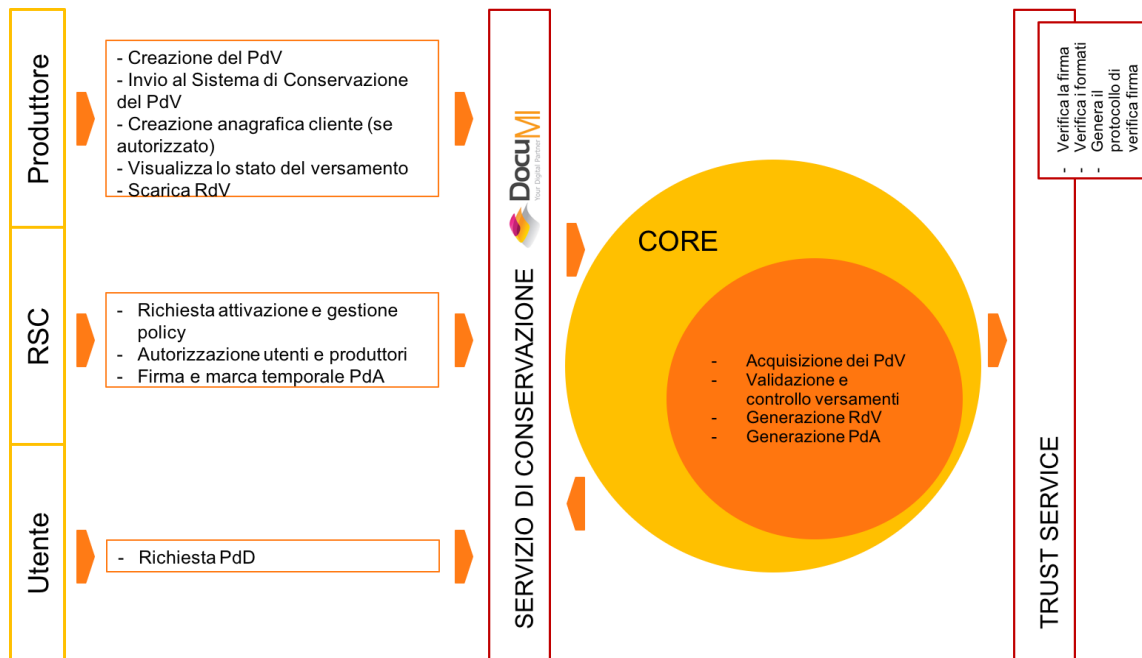 Produttore
- Creazione del PdV
- Invio al Sistema di Conservazione
del PdV
- Creazione anagrafica cliente (se
autorizzato)
- Visualizza lo stato del versamento
- Scarica RdV
RSC
- Richiesta attivazione e gestione
policy
- Autorizzazione utenti e produttori
- Firma e marca temporale PdA
Utente
- Richiesta PdD
SERVIZIO DI CONSERVAZIONE
DocuMI
Your Digital Partner
CORE
- Acquisizione dei PdV
- Validazione e
controllo versamenti
- Generazione RdV
- Generazione PdA
TRUST SERVICE
- Verifica la firma
- Verifica i formati
- Genera il
protocollo di
verifica firma